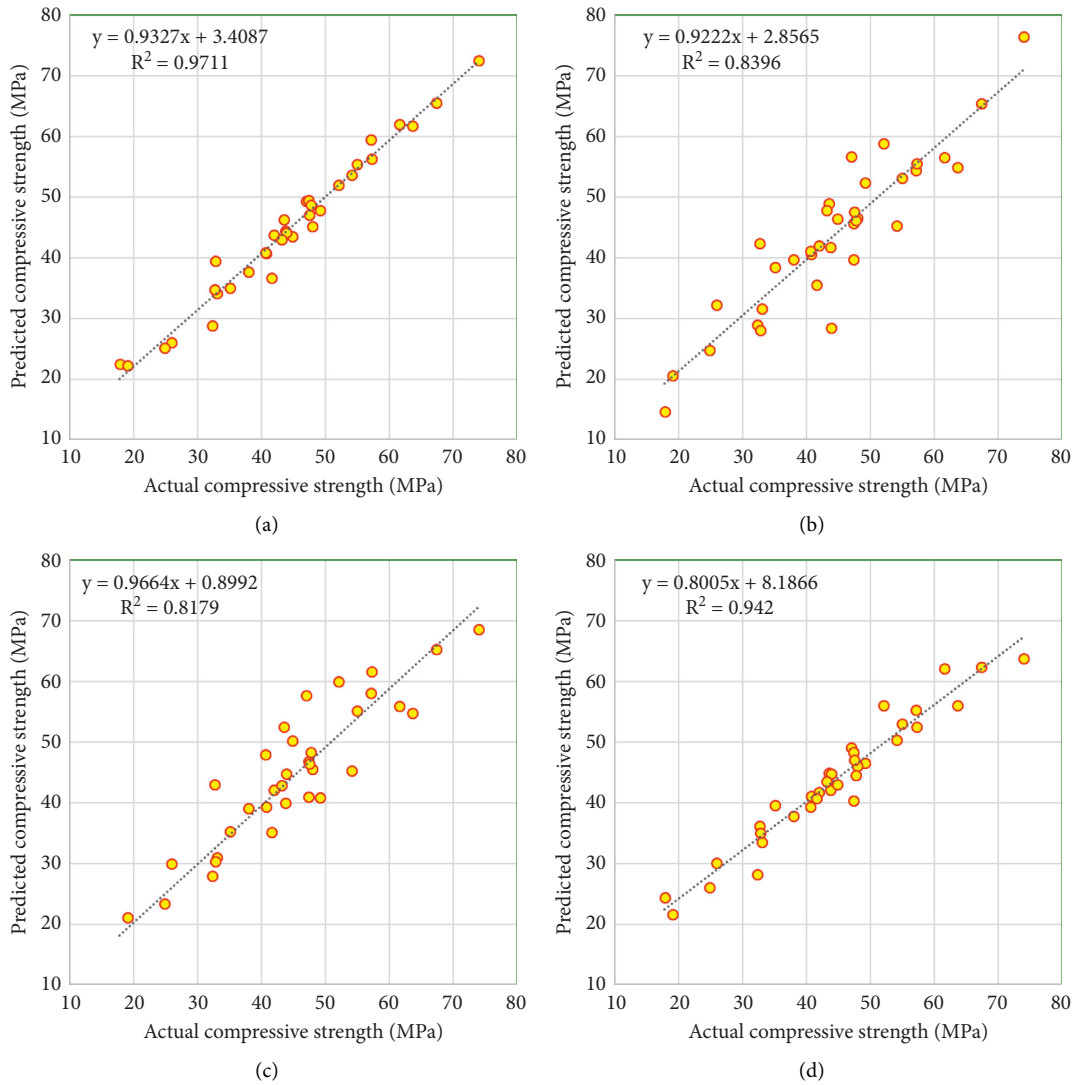 y = 0.9327x + 3.4087
R² = 0.9711
80
70
60
50
40
30
20
10
Predicted compressive strength (MPa)
10 20 30 40 50 60 70 80
Actual compressive strength (MPa)
(a)
y = 0.9222x + 2.8565
R² = 0.8396
80
70
60
50
40
30
20
10
Predicted compressive strength (MPa)
10 20 30 40 50 60 70 80
Actual compressive strength (MPa)
(b)
y = 0.9664x + 0.8992
R² = 0.8179
80
70
60
50
40
30
20
10
Predicted compressive strength (MPa)
10 20 30 40 50 60 70 80
Actual compressive strength (MPa)
(c)
y = 0.8005x + 8.1866
R² = 0.942
80
70
60
50
40
30
20
10
Predicted compressive strength (MPa)
10 20 30 40 50 60 70 80
Actual compressive strength (MPa)
(d)